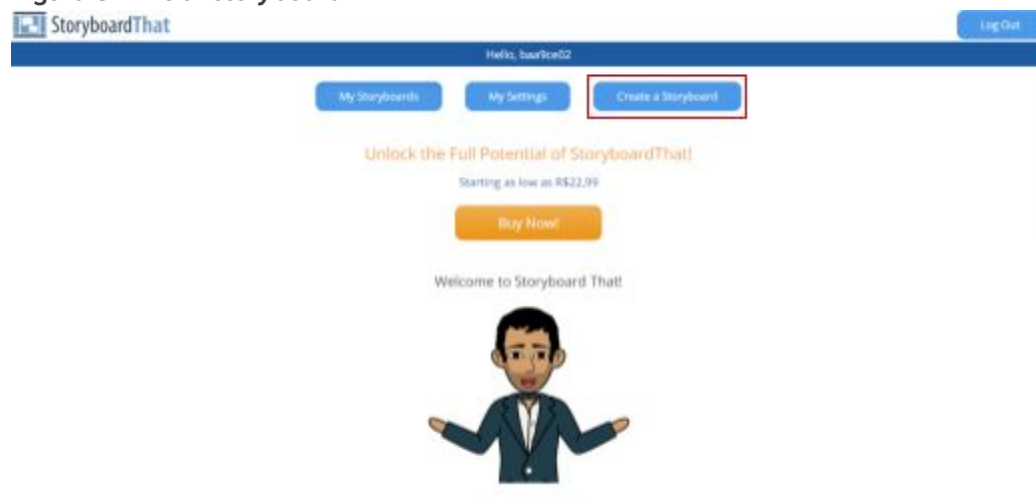 StoryboardThat
Log Out
Hello, baa9ce02
My Storyboards
My Settings
Create a Storyboard
Unlock the Full Potential of StoryboardThat!
Starting as low as R$22,99
Buy Now!
Welcome to Storyboard That!